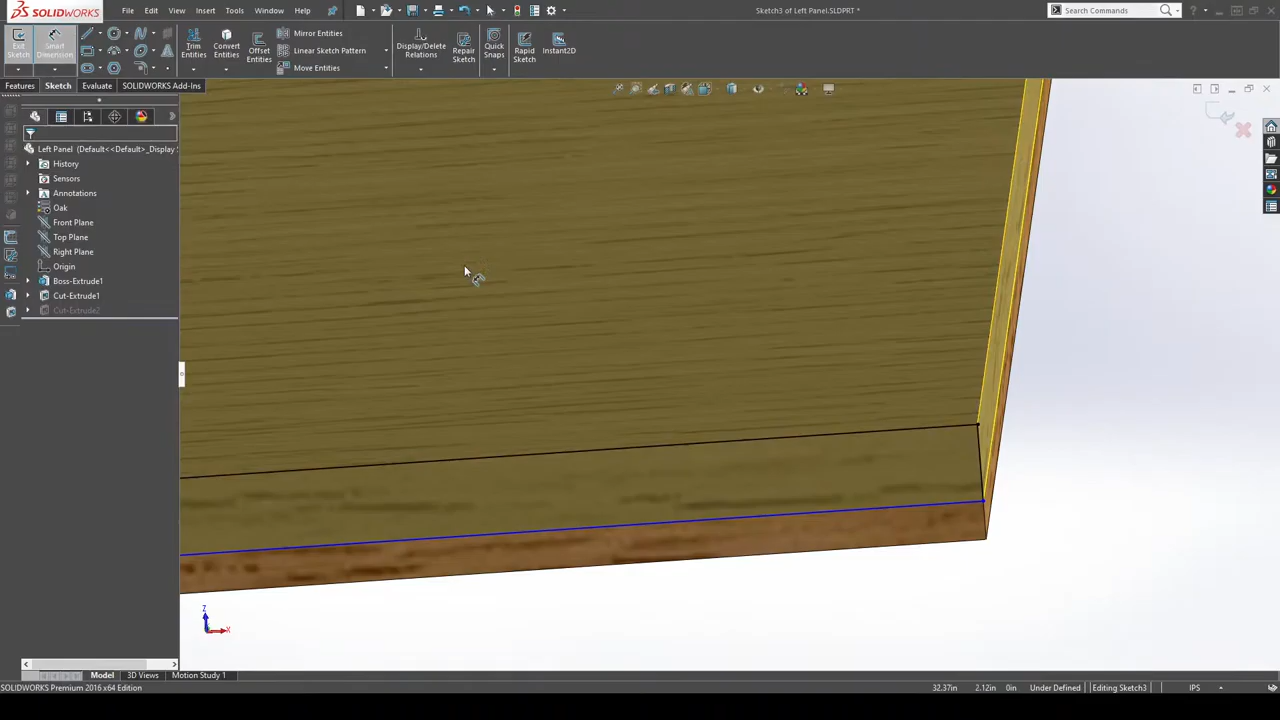 SOLIDWORKS
File Edit View Insert Tools Window Help
Sketch3 of Left Panel.SLDPRT *
Search Commands
Exit Sketch
Smart Dimension
Trim Entities
Convert Entities
Offset Entities
Mirror Entities
Linear Sketch Pattern
Move Entities
Display/Delete Relations
Repair Sketch
Quick Snaps
Rapid Sketch
Instant2D
Features Sketch Evaluate SOLIDWORKS Add-Ins
Left Panel (Default<<Default>_Display
History
Sensors
Annotations
Oak
Front Plane
Top Plane
Right Plane
Origin
Boss-Extrude1
Cut-Extrude1
Cut-Extrude2
Z
X
Model 3D Views Motion Study 1
SOLIDWORKS Premium 2016 x64 Edition
32.37in 2.12in 0in Under Defined Editing Sketch3 IPS